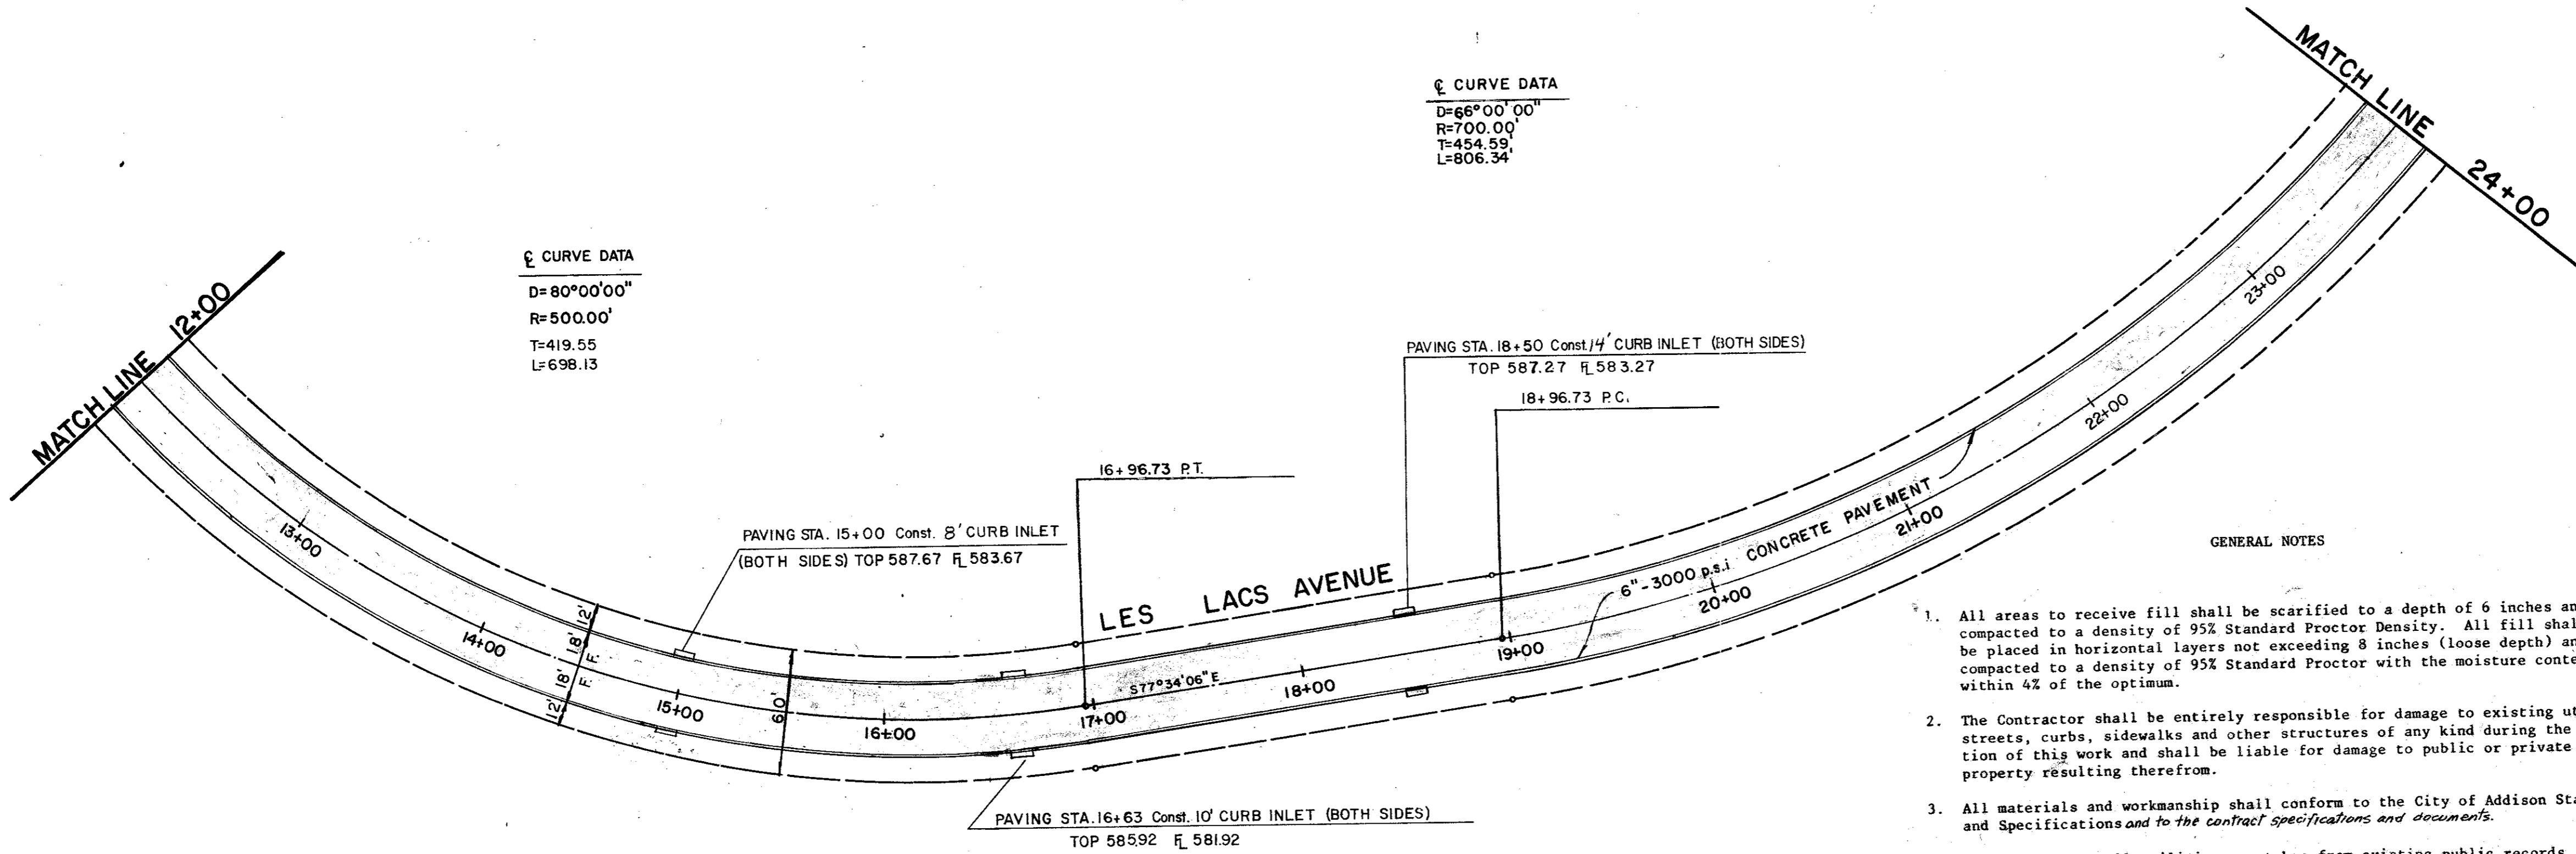 MATCH LINE 12+00
℄ CURVE DATA
D=80°00'00"
R=500.00'
T=419.55
L=698.13
℄ CURVE DATA
D=66°00'00"
R=700.00'
T=454.59'
L=806.34'
MATCH LINE 24+00
PAVING STA. 15+00 Const. 8' CURB INLET
(BOTH SIDES) TOP 587.67 FL 583.67
16+96.73 P.T.
PAVING STA. 18+50 Const. 14' CURB INLET (BOTH SIDES)
TOP 587.27 FL 583.27
18+96.73 P.C.
LES LACS AVENUE
6"-3000 p.s.i CONCRETE PAVEMENT
S77°34'06"E
13+00
14+00
15+00
16+00
17+00
18+00
19+00
20+00
21+00
22+00
23+00
12'
18'
F.
F.
18'
12'
60'
PAVING STA. 16+63 Const. 10' CURB INLET (BOTH SIDES)
TOP 585.92 FL 581.92
GENERAL NOTES
1. All areas to receive fill shall be scarified to a depth of 6 inches an
compacted to a density of 95% Standard Proctor Density. All fill shal
be placed in horizontal layers not exceeding 8 inches (loose depth) an
compacted to a density of 95% Standard Proctor with the moisture conte
within 4% of the optimum.
2. The Contractor shall be entirely responsible for damage to existing ut
streets, curbs, sidewalks and other structures of any kind during the
tion of this work and shall be liable for damage to public or private
property resulting therefrom.
3. All materials and workmanship shall conform to the City of Addison Sta
and Specifications and to the contract specifications and documents.
from existing public records